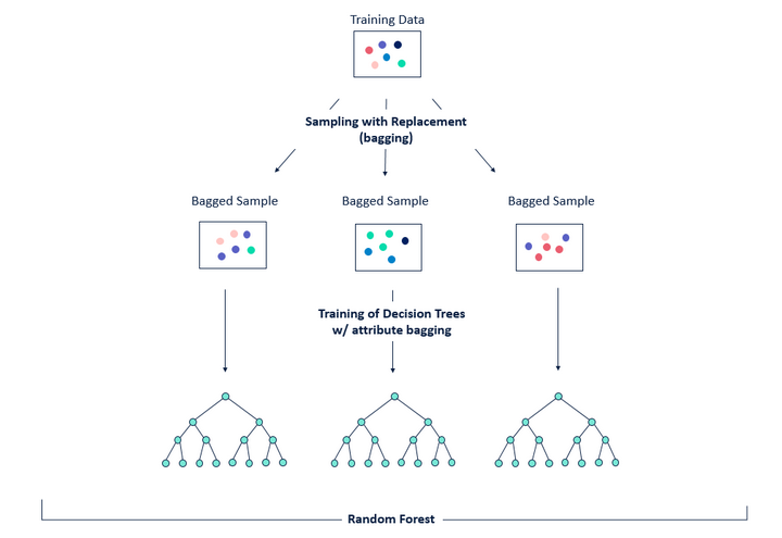 Training Data
Sampling with Replacement
(bagging)
Bagged Sample
Bagged Sample
Bagged Sample
Training of Decision Trees
w/ attribute bagging
Random Forest